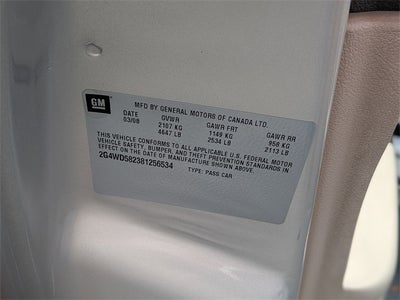 GM
MFD BY GENERAL MOTORS OF CANADA LTD.
DATE GVWR GAWR FRT GAWR RR
03/08 2107 KG 1149 KG 958 KG
4647 LB 2534 LB 2113 LB
THIS VEHICLE CONFORMS TO ALL APPLICABLE U.S. FEDERAL MOTOR
VEHICLE SAFETY, BUMPER, AND THEFT PREVENTION STANDARDS IN
EFFECT ON THE DATE OF MANUFACTURE SHOWN ABOVE.
2G4WD582381256534 TYPE: PASS CAR